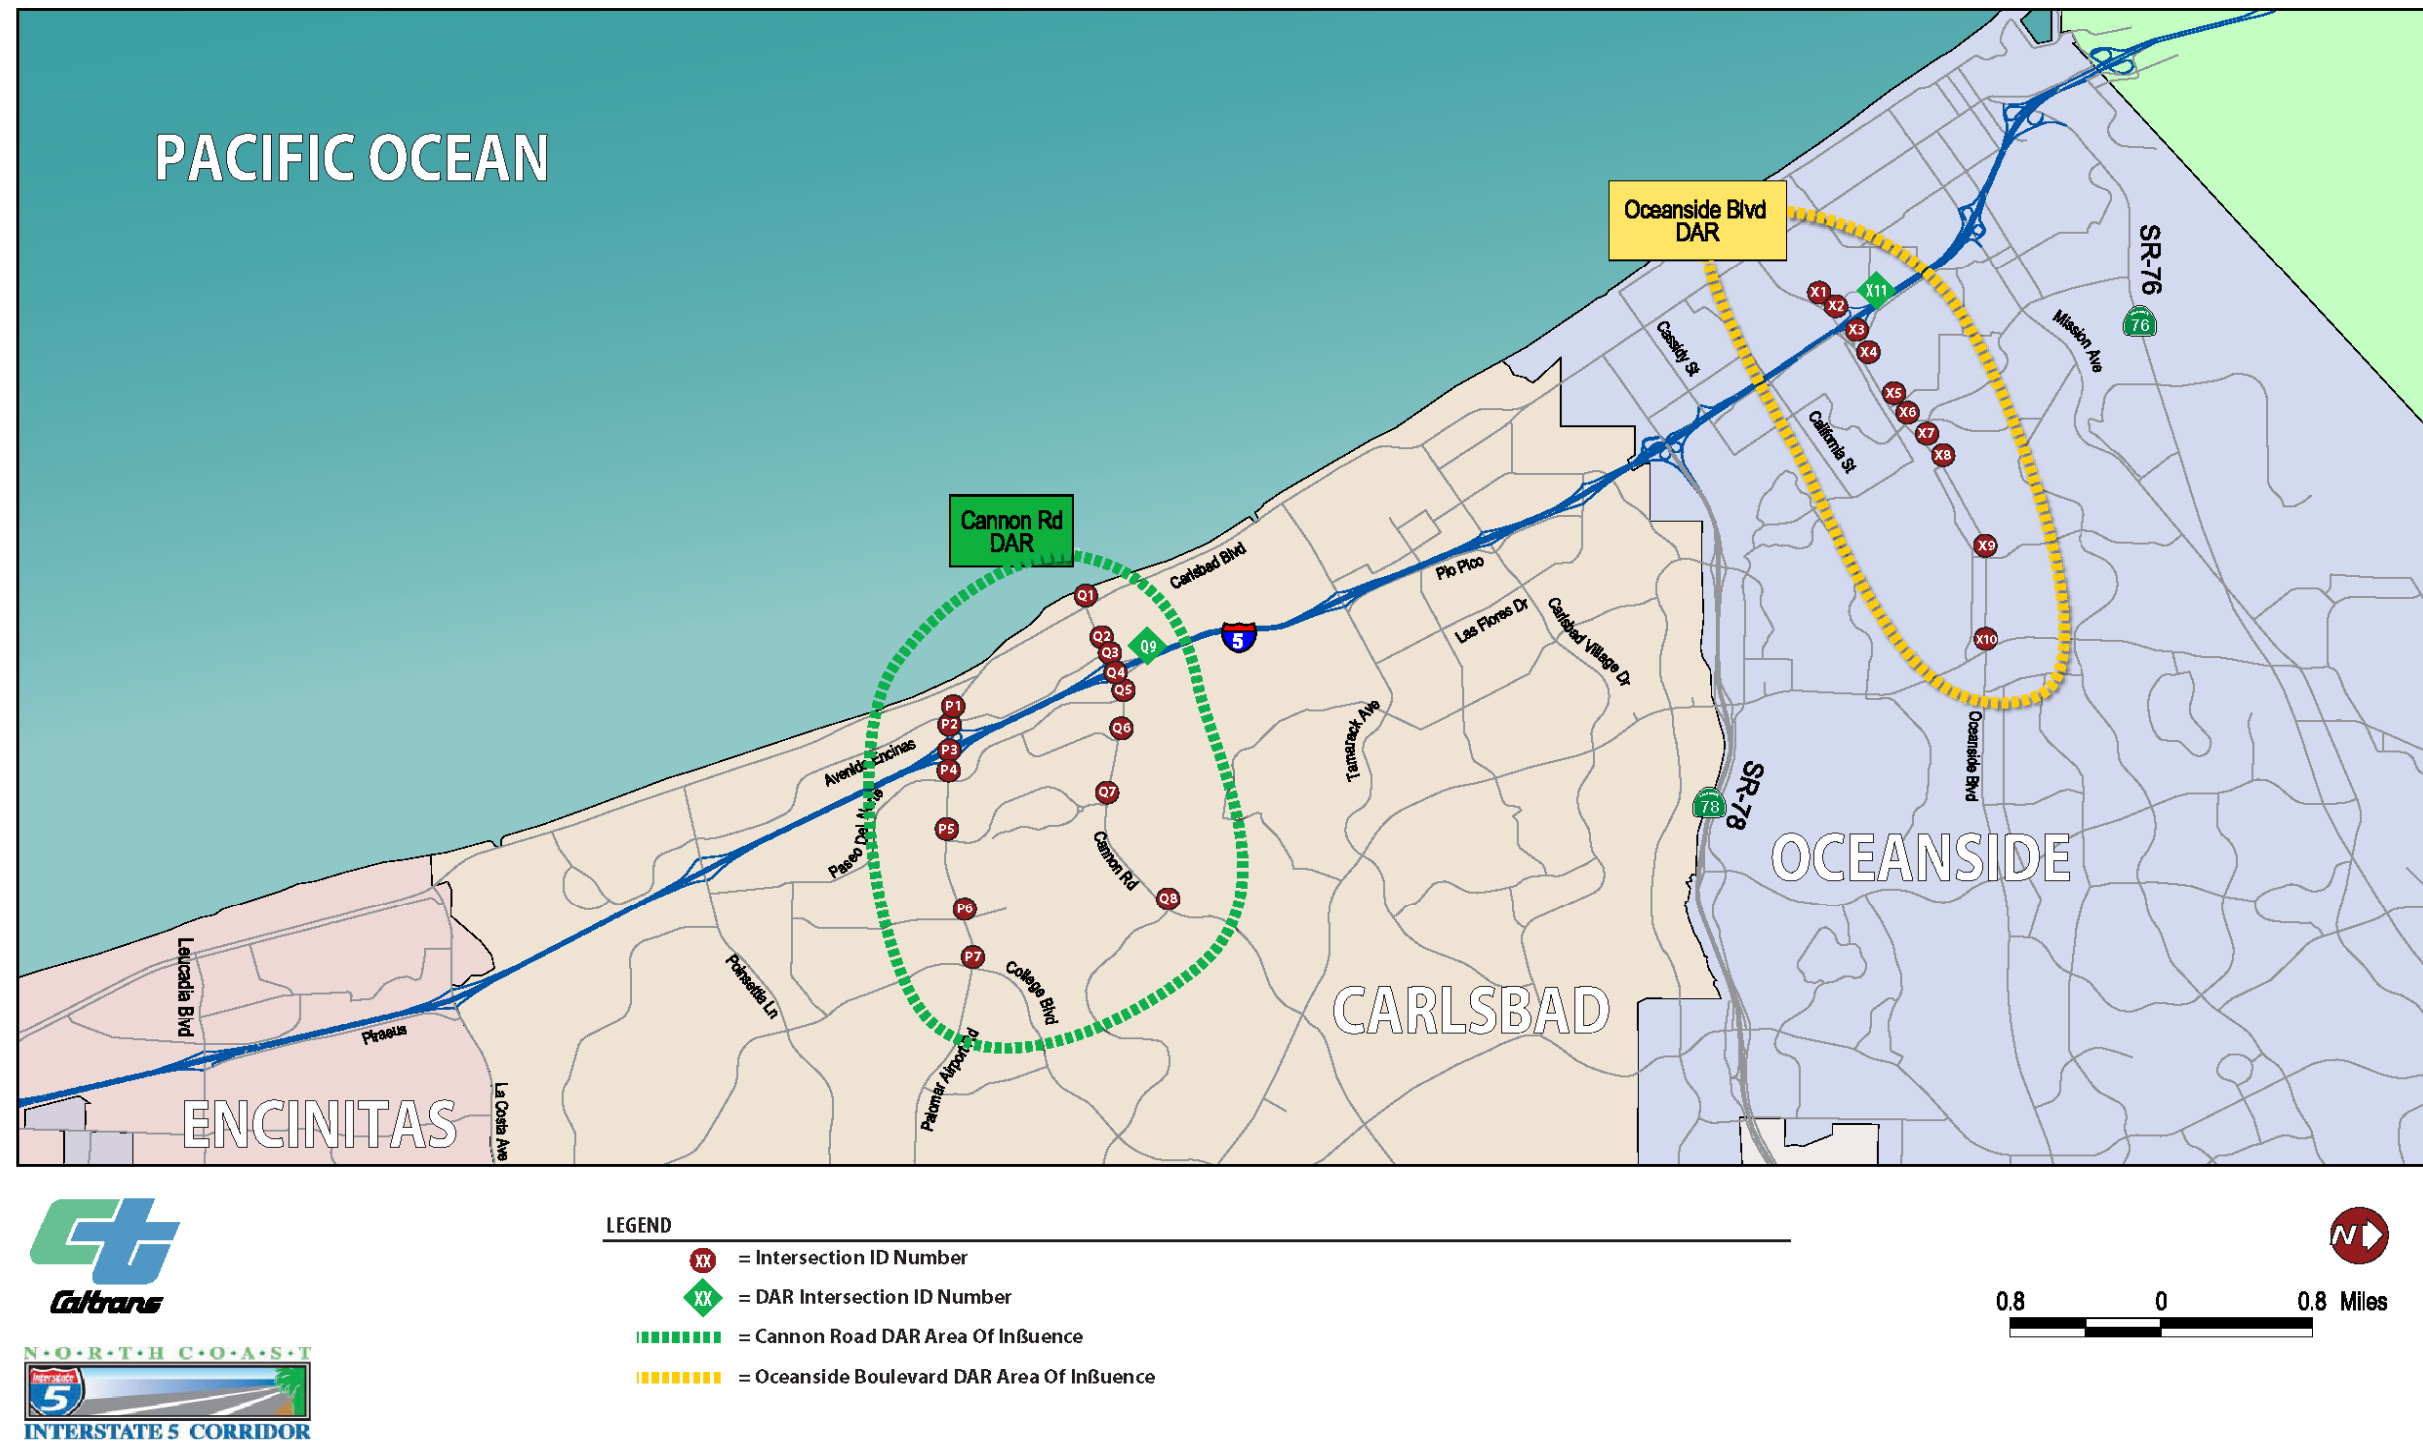 PACIFIC OCEAN
Oceanside Blvd
DAR
SR-76
76
X1
X2
X11
X3
X4
Mission Ave
Cassidy St
X5
X6
X7
X8
California St
Cannon Rd
DAR
X9
Carlsbad Blvd
Pio Pico
Q1
Las Flores Dr
Carlsbad Village Dr
5
Q2
Q3
Q9
Q4
Q5
X10
P1
P2
Q6
P3
P4
Avenida Encinas
Tamarack Ave
Oceanside Blvd
SR-78
78
Q7
P5
Paseo Del Norte
Cannon Rd
OCEANSIDE
Q8
P6
P7
Leucadia Blvd
Poinsettia Ln
College Blvd
CARLSBAD
Piraeus
Palomar Airport Rd
ENCINITAS
La Costa Ave
Caltrans
N•O•R•T•H C•O•A•S•T
Interstate
5
INTERSTATE 5 CORRIDOR
LEGEND
XX = Intersection ID Number
XX = DAR Intersection ID Number
= Cannon Road DAR Area Of Inßuence
= Oceanside Boulevard DAR Area Of Inßuence
N
0.8 0 0.8 Miles